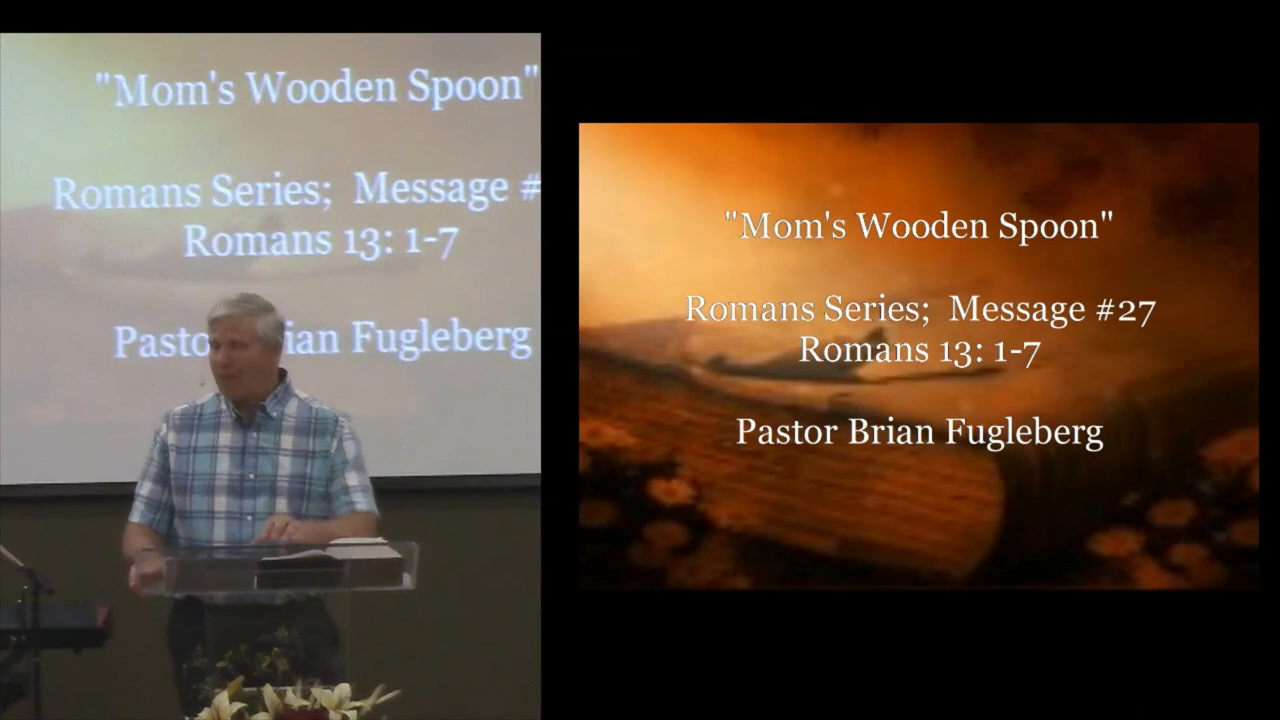 "Mom's Wooden Spoon"
Romans Series; Message #
Romans 13: 1-7
Pasto ian Fugleberg
"Mom's Wooden Spoon"
Romans Series; Message #27
Romans 13: 1-7
Pastor Brian Fugleberg